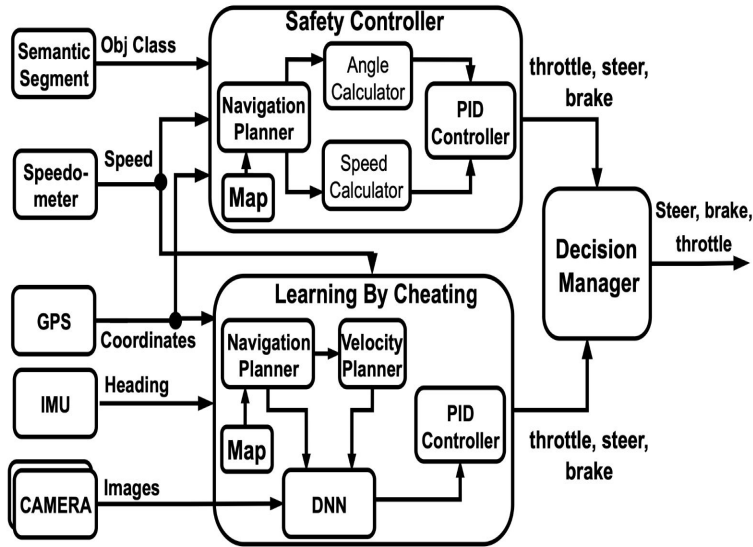 Safety Controller
Semantic
Segment
Obj Class
Angle
Calculator
Navigation
Planner
PID
Controller
throttle, steer,
brake
Speedo-
meter
Speed
Map
Speed
Calculator
Decision
Manager
Steer, brake,
throttle
Learning By Cheating
GPS
Coordinates
Navigation
Planner
Velocity
Planner
IMU
Heading
Map
PID
Controller
throttle, steer,
brake
CAMERA
Images
DNN